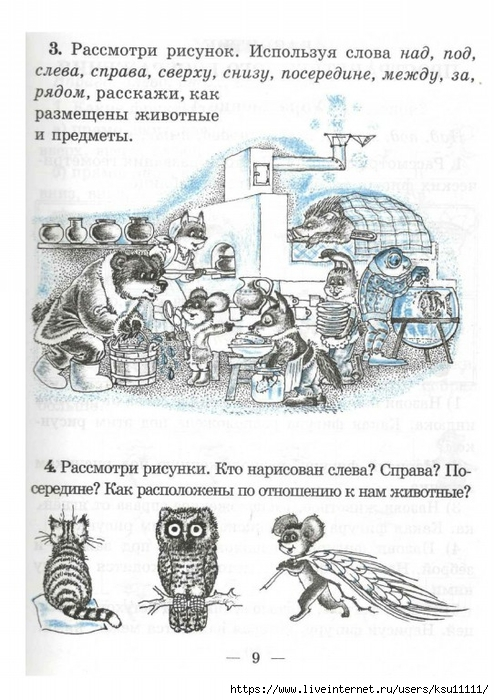 3. Рассмотри рисунок. Используя слова над, под,
слева, справа, сверху, снизу, посередине, между, за,
рядом, расскажи, как
размещены животные
и предметы.
4. Рассмотри рисунки. Кто нарисован слева? Справа? По-
середине? Как расположены по отношению к нам животные?
— 9 —
https://www.liveinternet.ru/users/ksu11111/